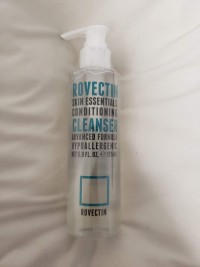 ROVECTIN
SKIN ESSENTIALS
CONDITIONING
CLEANSER
ADVANCED FORMULA
HYPOALLERGENIC
ROVECTIN